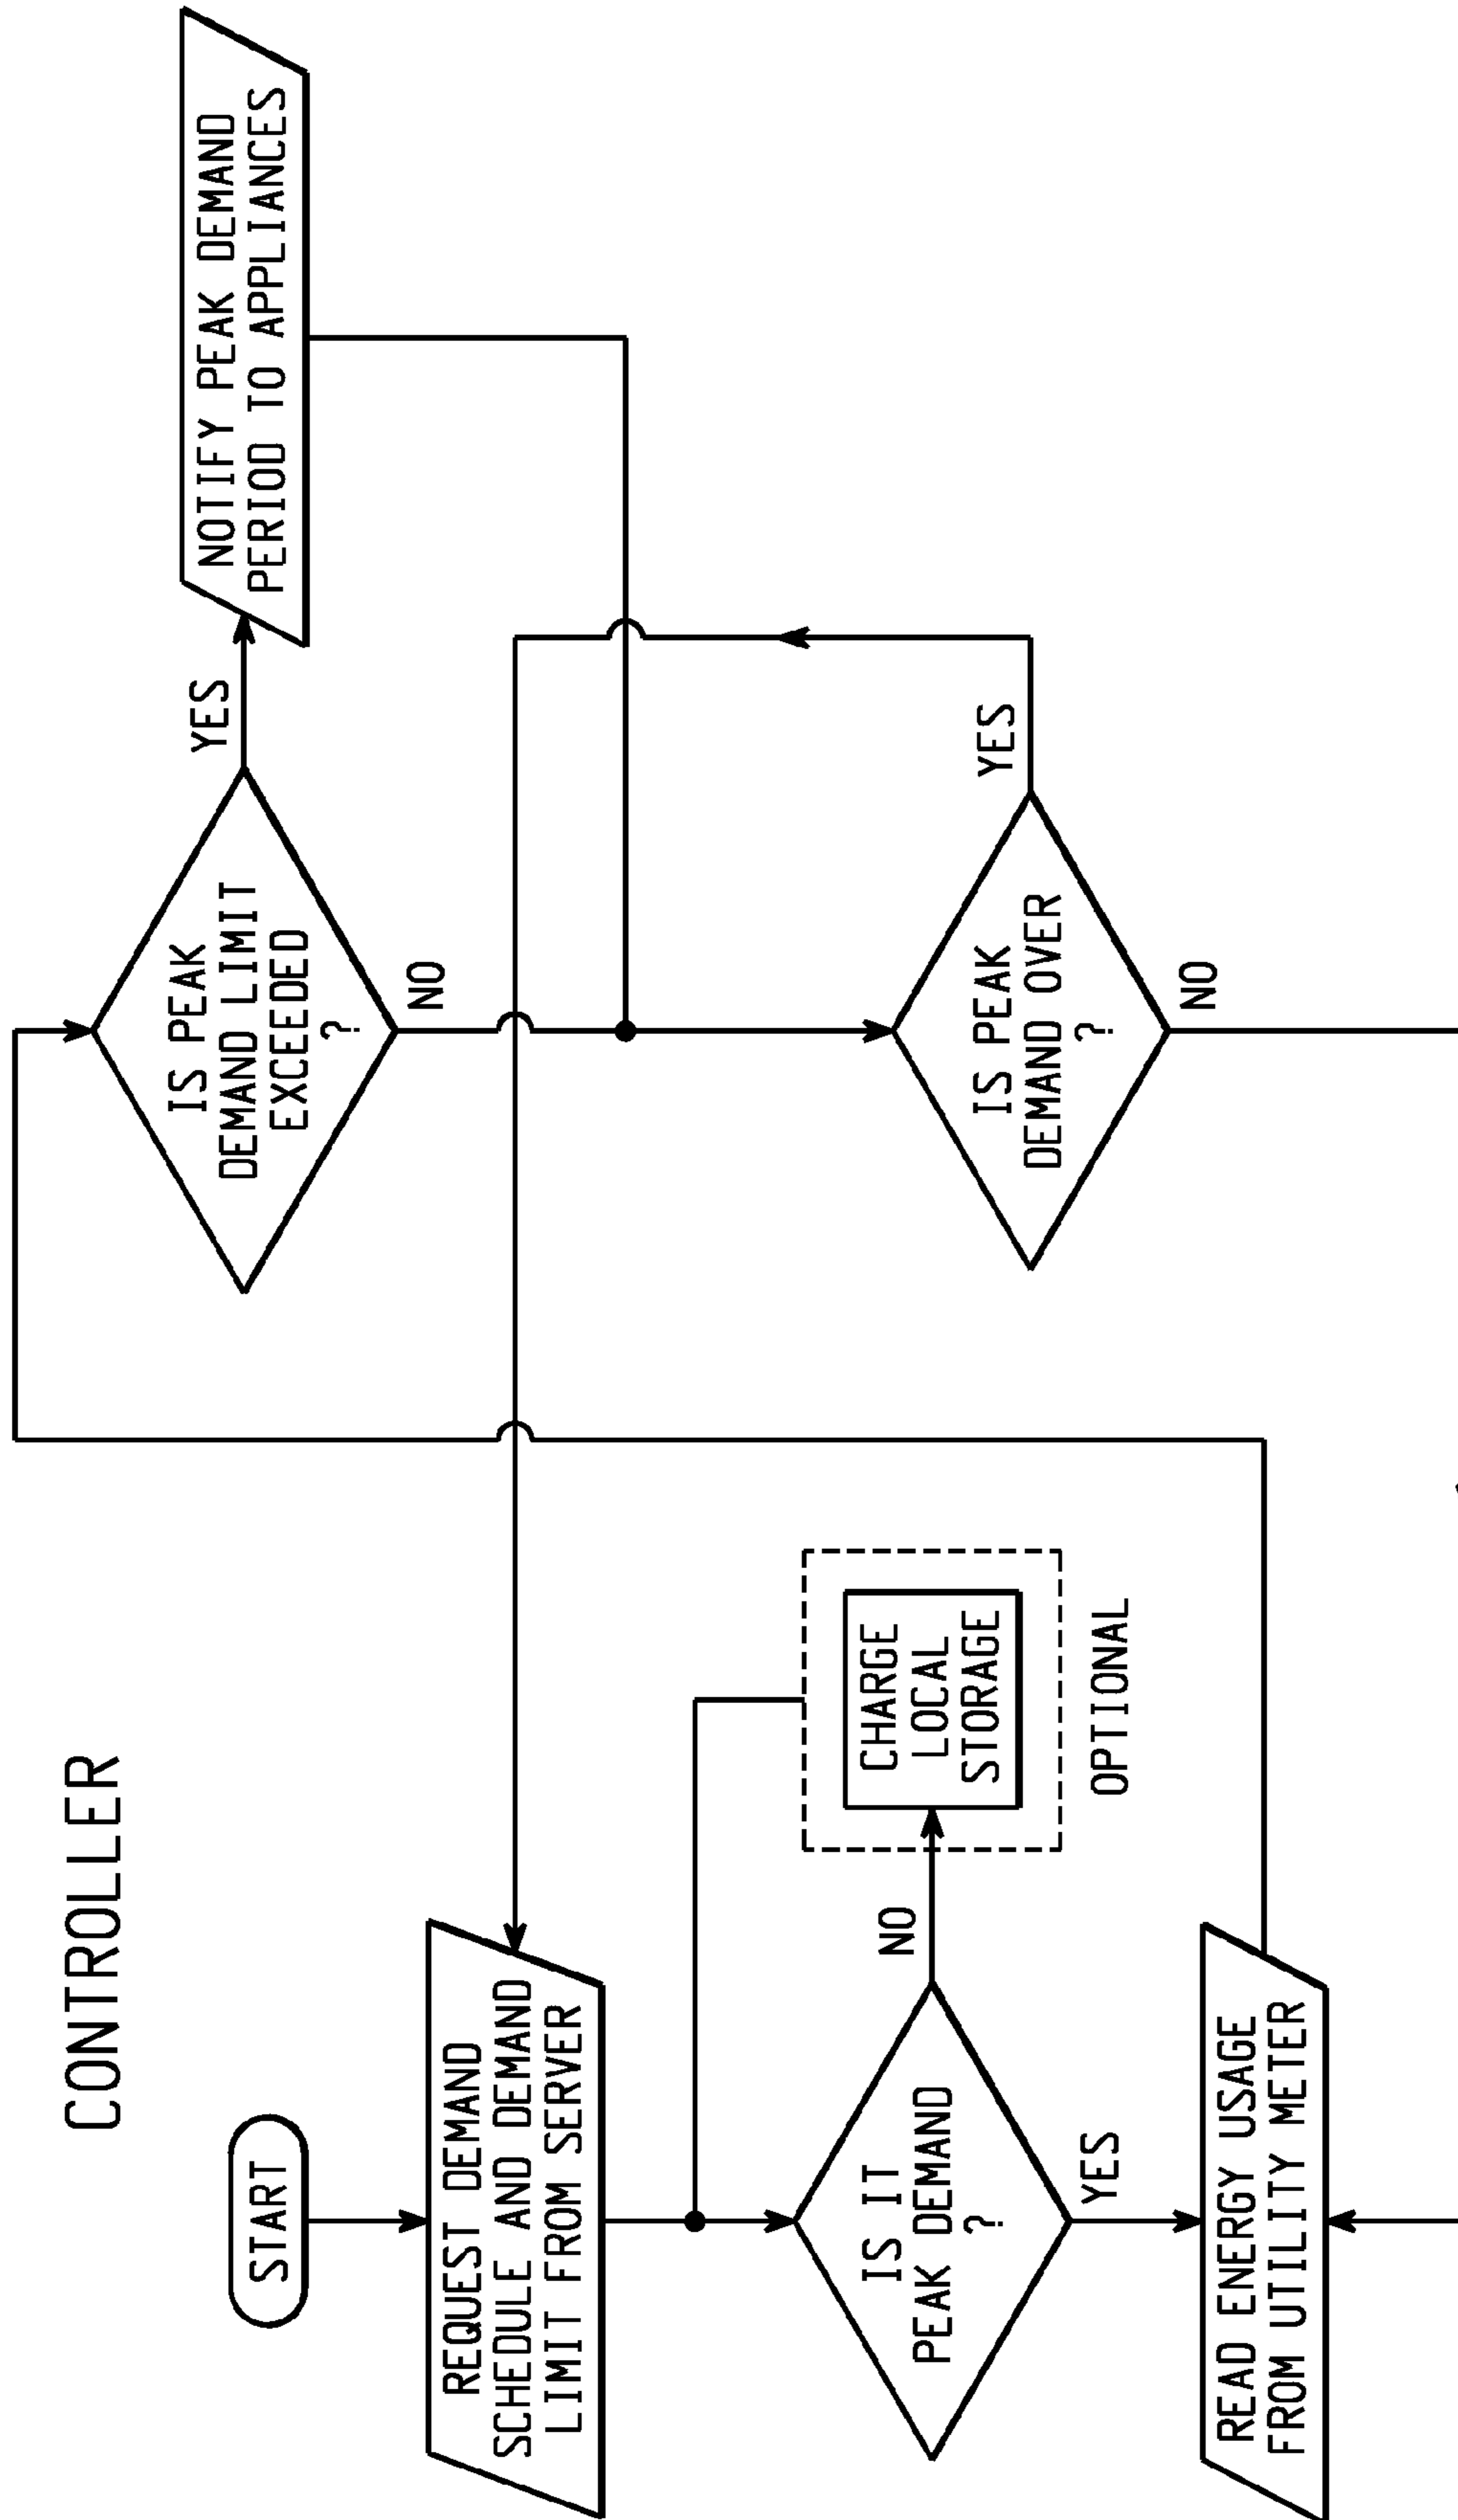 CONTROLLER
START
REQUEST DEMAND
SCHEDULE AND DEMAND
LIMIT FROM SERVER
IS IT
PEAK DEMAND
?
NO
CHARGE
LOCAL
STORAGE
OPTIONAL
YES
READ ENERGY USAGE
FROM UTILITY METER
IS PEAK
DEMAND LIMIT
EXCEEDED
?
YES
NOTIFY PEAK DEMAND
PERIOD TO APPLIANCES
NO
IS PEAK
DEMAND OVER
?
YES
NO